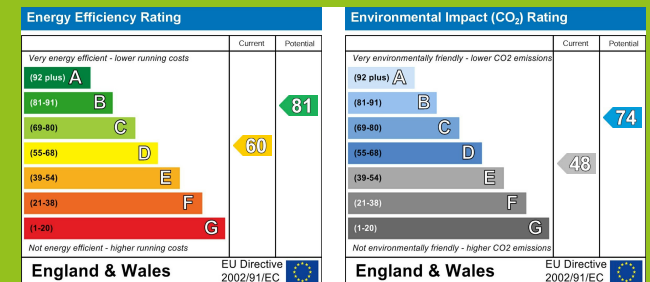 Energy Efficiency Rating
Current Potential
Very energy efficient - lower running costs
(92 plus) A
(81-91) B
(69-80) C
(55-68) D
(39-54) E
(21-38) F
(1-20) G
60
81
Not energy efficient - higher running costs
England & Wales
EU Directive
2002/91/EC
Environmental Impact (CO₂) Rating
Current Potential
Very environmentally friendly - lower CO2 emissions
(92 plus) A
(81-91) B
(69-80) C
(55-68) D
(39-54) E
(21-38) F
(1-20) G
48
74
Not environmentally friendly - higher CO2 emissions
England & Wales
EU Directive
2002/91/EC